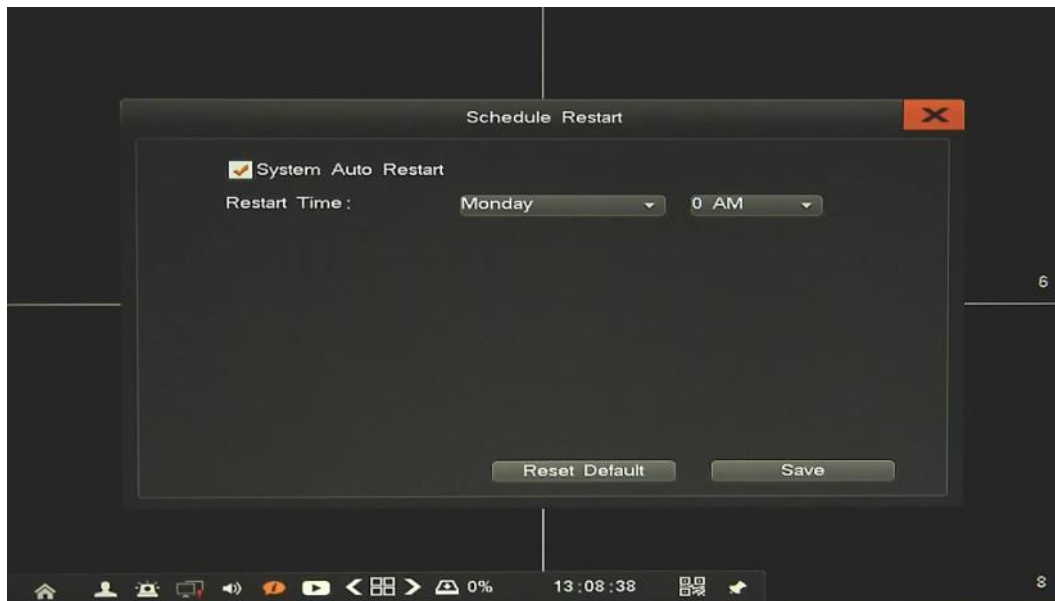 Schedule Restart
System Auto Restart
Restart Time:
Monday
0 AM
6
Reset Default
Save
0%
13:08:38
8